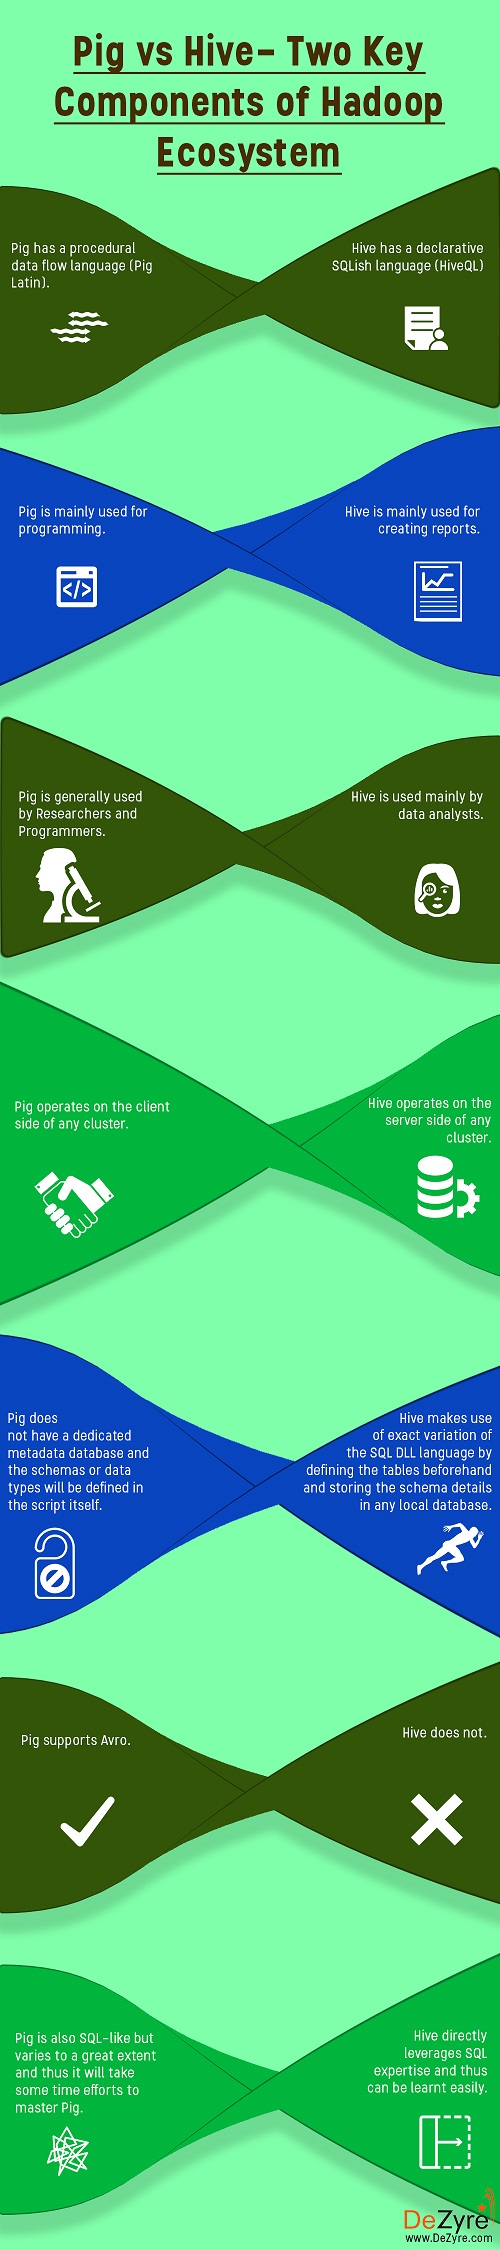 Pig vs Hive- Two Key
Components of Hadoop
Ecosystem
Pig has a procedural
data flow language (Pig
Latin).
Hive has a declarative
SQLish language (HiveQL)
Pig is mainly used for
programming.
Hive is mainly used for
creating reports.
Pig is generally used
by Researchers and
Programmers.
Hive is used mainly by
data analysts.
Pig operates on the client
side of any cluster.
Hive operates on the
server side of any
cluster.
Pig does
not have a dedicated
metadata database and
the schemas or data
types will be defined in
the script itself.
Hive makes use
of exact variation of
the SQL DLL language by
defining the tables beforehand
and storing the schema details
in any local database.
Pig supports Avro.
Hive does not.
Pig is also SQL-like but
varies to a great extent
and thus it will take
some time efforts to
master Pig.
Hive directly
leverages SQL
expertise and thus
can be learnt easily.
DeZyre
www.DeZyre.com